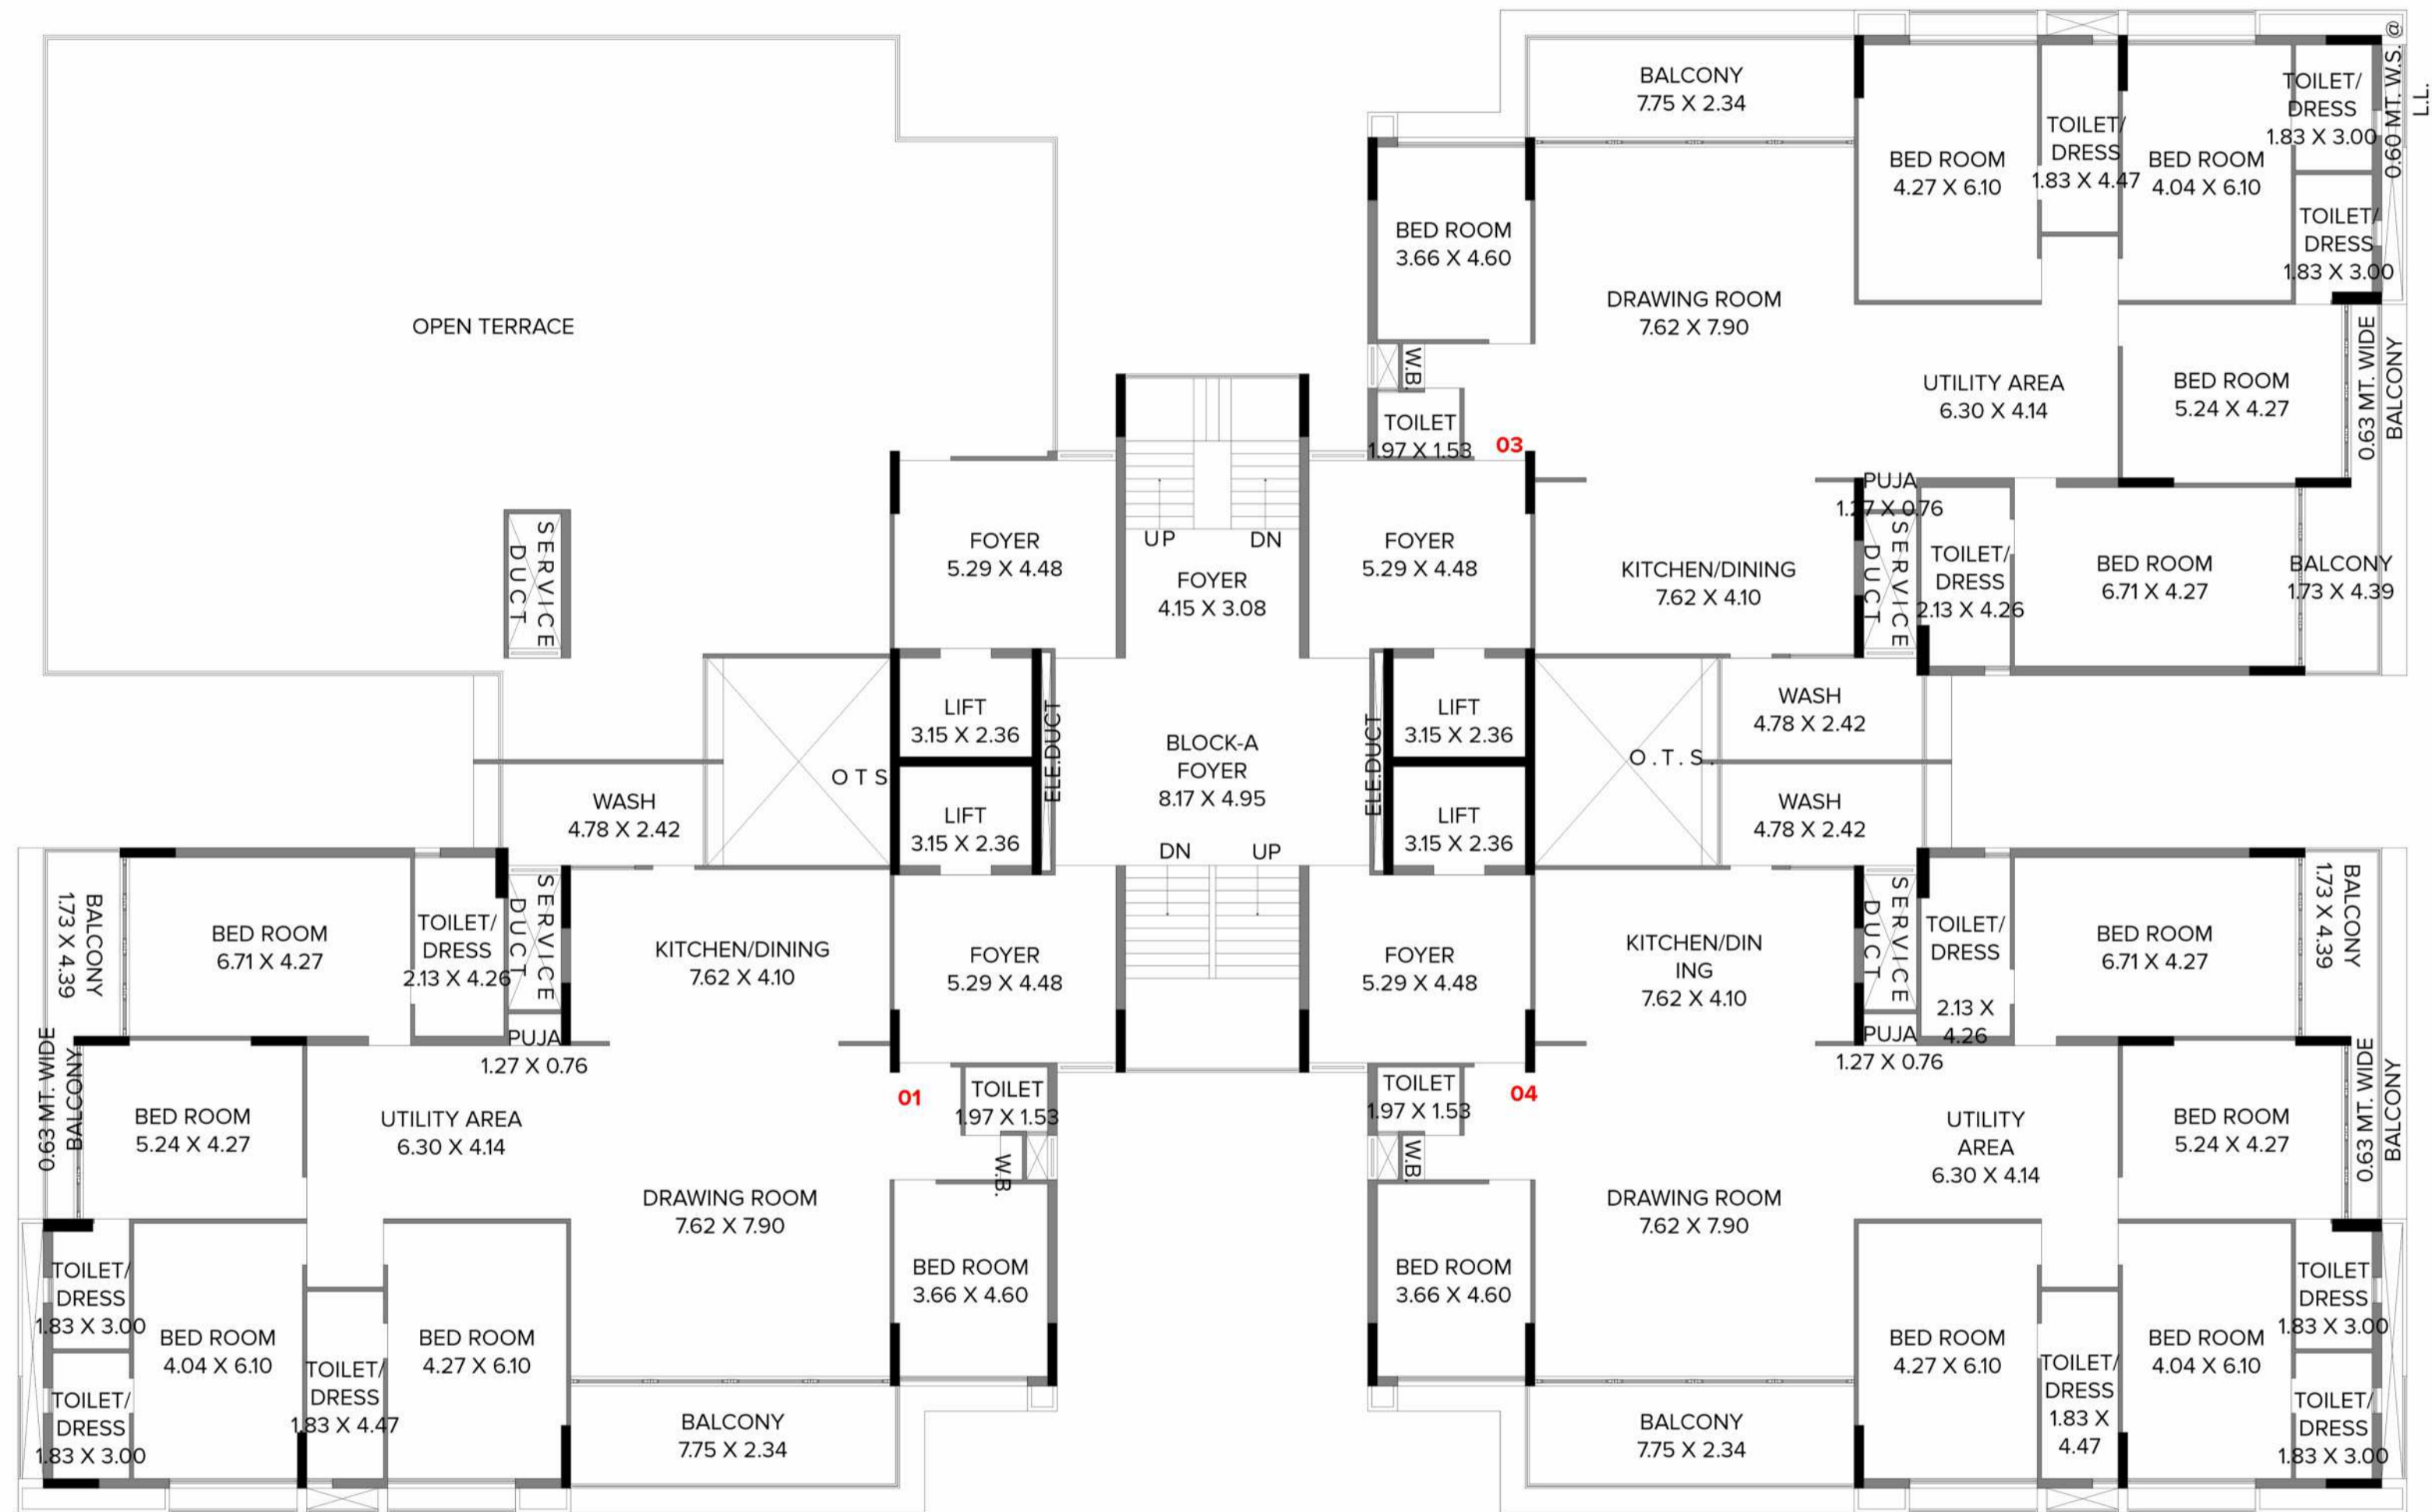 OPEN TERRACE
SERVICE
DUCT
FOYER
5.29 X 4.48
LIFT
3.15 X 2.36
LIFT
3.15 X 2.36
ELE.DUCT
O T S
WASH
4.78 X 2.42
UP
DN
FOYER
4.15 X 3.08
BLOCK-A
FOYER
8.17 X 4.95
DN
UP
BALCONY
7.75 X 2.34
BED ROOM
3.66 X 4.60
W.B.
TOILET
1.97 X 1.53
03
DRAWING ROOM
7.62 X 7.90
BED ROOM
4.27 X 6.10
TOILET/
DRESS
1.83 X 4.47
BED ROOM
4.04 X 6.10
TOILET/
DRESS
1.83 X 3.00
TOILET/
DRESS
1.83 X 3.00
0.60 MT. W.S. @
L.L.
UTILITY AREA
6.30 X 4.14
BED ROOM
5.24 X 4.27
0.63 MT. WIDE
BALCONY
PUJA
1.27 X 0.76
SERVICE
DUCT
TOILET/
DRESS
2.13 X 4.26
BED ROOM
6.71 X 4.27
BALCONY
1.73 X 4.39
FOYER
5.29 X 4.48
KITCHEN/DINING
7.62 X 4.10
LIFT
3.15 X 2.36
LIFT
3.15 X 2.36
ELE.DUCT
O . T . S .
WASH
4.78 X 2.42
WASH
4.78 X 2.42
BALCONY
1.73 X 4.39
BED ROOM
6.71 X 4.27
TOILET/
DRESS
2.13 X 4.26
SERVICE
DUCT
KITCHEN/DINING
7.62 X 4.10
FOYER
5.29 X 4.48
PUJA
1.27 X 0.76
0.63 MT. WIDE
BALCONY
BED ROOM
5.24 X 4.27
UTILITY AREA
6.30 X 4.14
01
TOILET
1.97 X 1.53
W.B.
DRAWING ROOM
7.62 X 7.90
BED ROOM
3.66 X 4.60
TOILET/
DRESS
1.83 X 3.00
TOILET/
DRESS
1.83 X 3.00
BED ROOM
4.04 X 6.10
TOILET/
DRESS
1.83 X 4.47
BED ROOM
4.27 X 6.10
BALCONY
7.75 X 2.34
FOYER
5.29 X 4.48
KITCHEN/DIN
ING
7.62 X 4.10
SERVICE
DUCT
TOILET/
DRESS
2.13 X
4.26
BED ROOM
6.71 X 4.27
BALCONY
1.73 X 4.39
PUJA
1.27 X 0.76
TOILET
1.97 X 1.53
04
W.B.
UTILITY
AREA
6.30 X 4.14
BED ROOM
5.24 X 4.27
0.63 MT. WIDE
BALCONY
DRAWING ROOM
7.62 X 7.90
BED ROOM
3.66 X 4.60
BED ROOM
4.27 X 6.10
TOILET/
DRESS
1.83 X
4.47
BED ROOM
4.04 X 6.10
TOILET
DRESS
1.83 X 3.00
TOILET/
DRESS
1.83 X 3.00
BALCONY
7.75 X 2.34